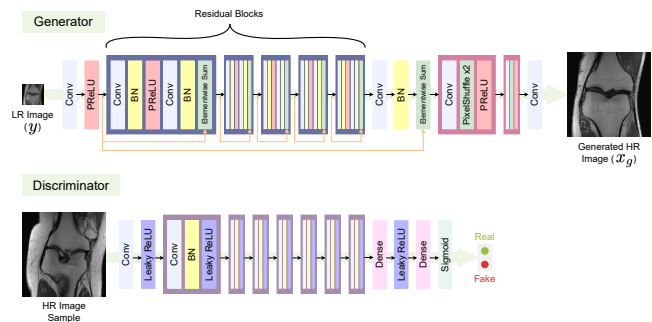 Residual Blocks
Generator
Conv
PReLU
Conv
BN
PReLU
Conv
BN
Elementwise Sum
Conv
BN
Elementwise Sum
Conv
PixelShuffle x2
PReLU
Conv
LR Image
(y)
Generated HR
Image (x_g)
Discriminator
Conv
Leaky ReLU
Conv
BN
Leaky ReLU
Dense
Leaky ReLU
Dense
Sigmoid
Real
Fake
HR Image
Sample